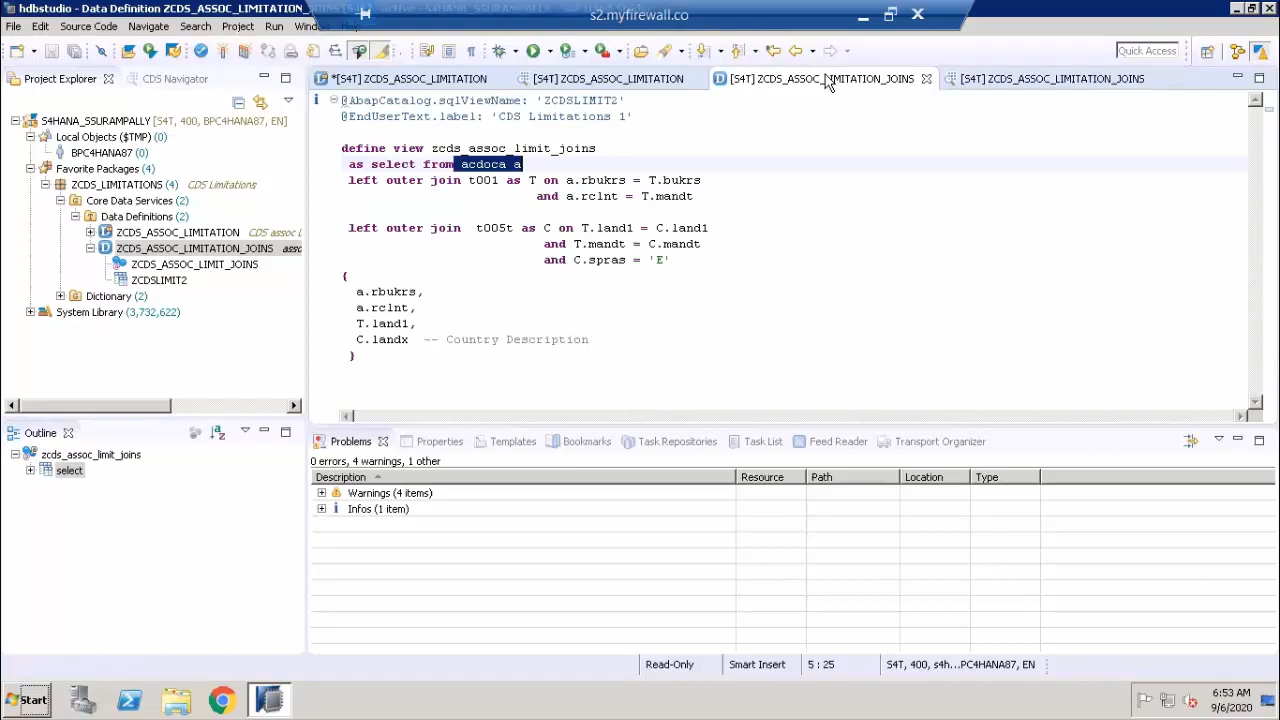 hdbstudio - Data Definition ZCDS_ASSOC_LIMITATION_
s2.myfirewall.co
File Edit Source Code Navigate Search Project Run Window Help
Quick Access
Project Explorer
CDS Navigator
S4HANA_SSURAMPALLY [S4T, 400, BPC4HANA87, EN]
Local Objects ($TMP) (0)
BPC4HANA87 (0)
Favorite Packages (4)
ZCDS_LIMITATIONS (4) CDS Limitations
Core Data Services (2)
Data Definitions (2)
ZCDS_ASSOC_LIMITATION CDS assoc L
ZCDS_ASSOC_LIMITATION_JOINS assoc
ZCDS_ASSOC_LIMIT_JOINS
ZCDSLIMIT2
Dictionary (2)
System Library (3,732,622)
*[S4T] ZCDS_ASSOC_LIMITATION
[S4T] ZCDS_ASSOC_LIMITATION
[S4T] ZCDS_ASSOC_LIMITATION_JOINS
[S4T] ZCDS_ASSOC_LIMITATION_JOINS
@AbapCatalog.sqlViewName: 'ZCDSLIMIT2'
@EndUserText.label: 'CDS Limitations 1'
define view zcds_assoc_limit_joins
as select from acdoca a
left outer join t001 as T on a.rbukrs = T.bukrs
and a.rclnt = T.mandt
left outer join t005t as C on T.land1 = C.land1
and T.mandt = C.mandt
and C.spras = 'E'
{
a.rbukrs,
a.rclnt,
T.land1,
C.landx -- Country Description
}
Outline
zcds_assoc_limit_joins
select
Problems
Properties
Templates
Bookmarks
Task Repositories
Task List
Feed Reader
Transport Organizer
0 errors, 4 warnings, 1 other
Description Resource Path Location Type
Warnings (4 items)
Infos (1 item)
Read-Only Smart Insert 5 : 25 S4T, 400, s4h...PC4HANA87, EN
Start
6:53 AM
9/6/2020